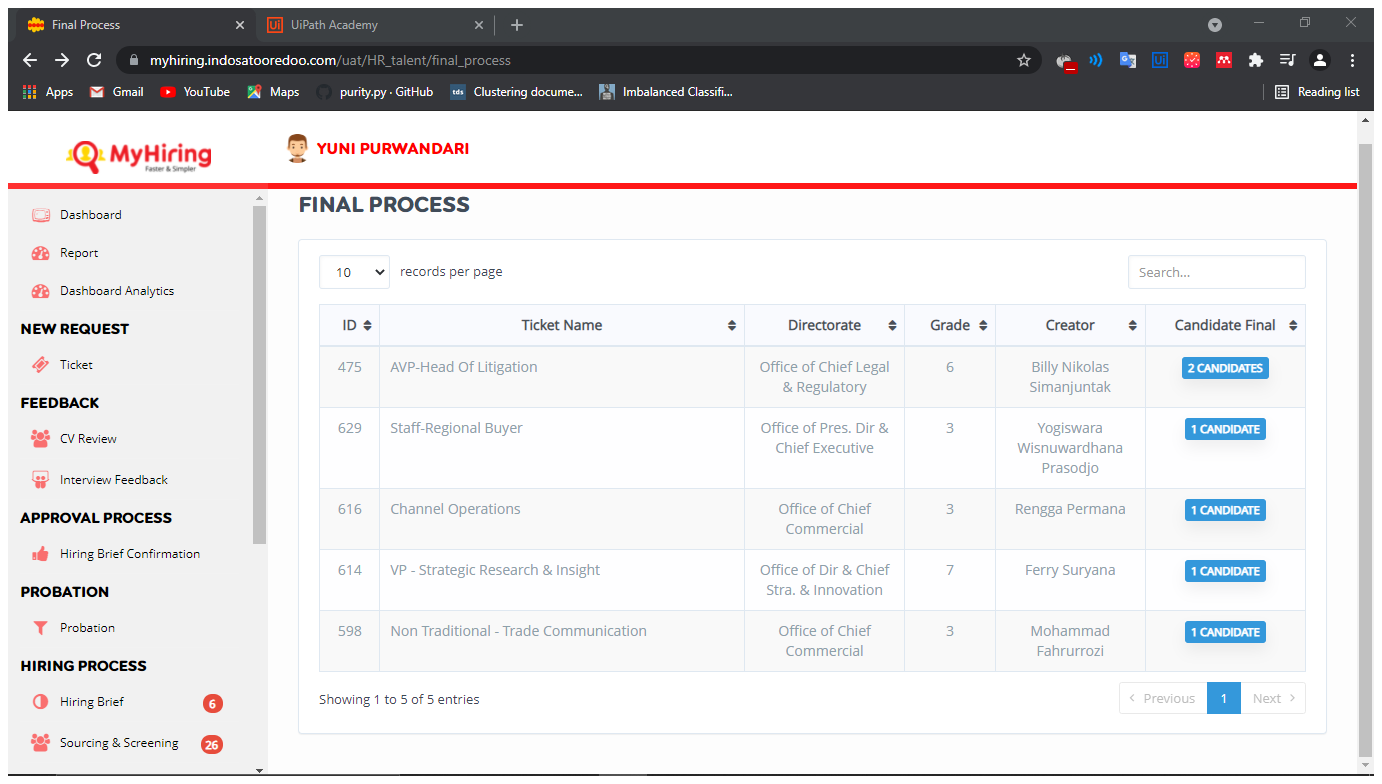 Final Process
UiPath Academy
myhiring.indosatooredoo.com/uat/HR_talent/final_process
Apps
Gmail
YouTube
Maps
purity.py · GitHub
tds
Clustering docume...
Imbalanced Classifi...
Reading list
MyHiring
Faster & Simpler
YUNI PURWANDARI
Dashboard
Report
Dashboard Analytics
NEW REQUEST
Ticket
FEEDBACK
CV Review
Interview Feedback
APPROVAL PROCESS
Hiring Brief Confirmation
PROBATION
Probation
HIRING PROCESS
Hiring Brief 6
Sourcing & Screening 26
FINAL PROCESS
10 records per page
Search...
ID Ticket Name Directorate Grade Creator Candidate Final
475 AVP-Head Of Litigation Office of Chief Legal 6 Billy Nikolas 2 CANDIDATES
& Regulatory Simanjuntak
629 Staff-Regional Buyer Office of Pres. Dir & 3 Yogiswara 1 CANDIDATE
Chief Executive Wisnuwardhana
Prasodjo
616 Channel Operations Office of Chief 3 Rengga Permana 1 CANDIDATE
Commercial
614 VP - Strategic Research & Insight Office of Dir & Chief 7 Ferry Suryana 1 CANDIDATE
Stra. & Innovation
598 Non Traditional - Trade Communication Office of Chief 3 Mohammad 1 CANDIDATE
Commercial Fahrurrozi
Showing 1 to 5 of 5 entries
Previous 1 Next